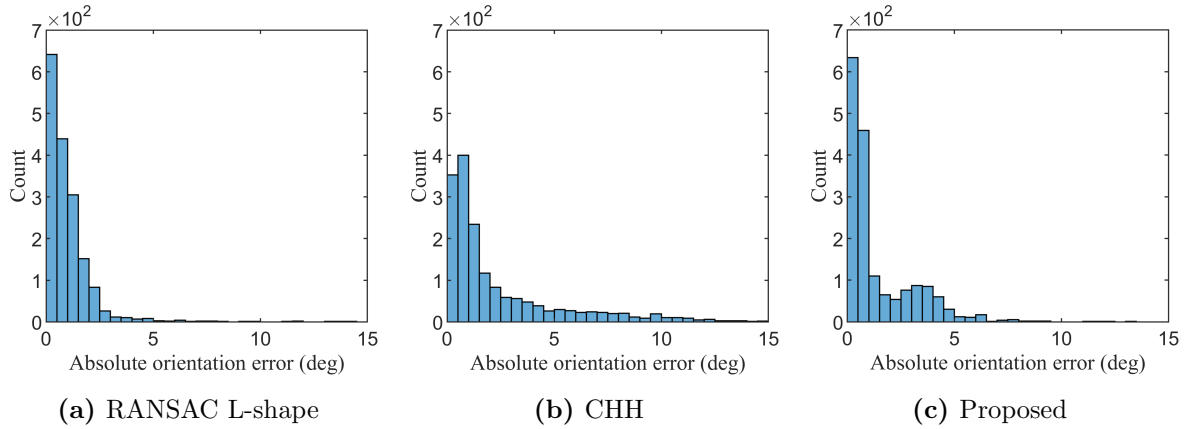 ×10²
7
6
5
4
3
2
1
0
Count
0 5 10 15
Absolute orientation error (deg)
(a) RANSAC L-shape
×10²
7
6
5
4
3
2
1
0
Count
0 5 10 15
Absolute orientation error (deg)
(b) CHH
×10²
7
6
5
4
3
2
1
0
Count
0 5 10 15
Absolute orientation error (deg)
(c) Proposed